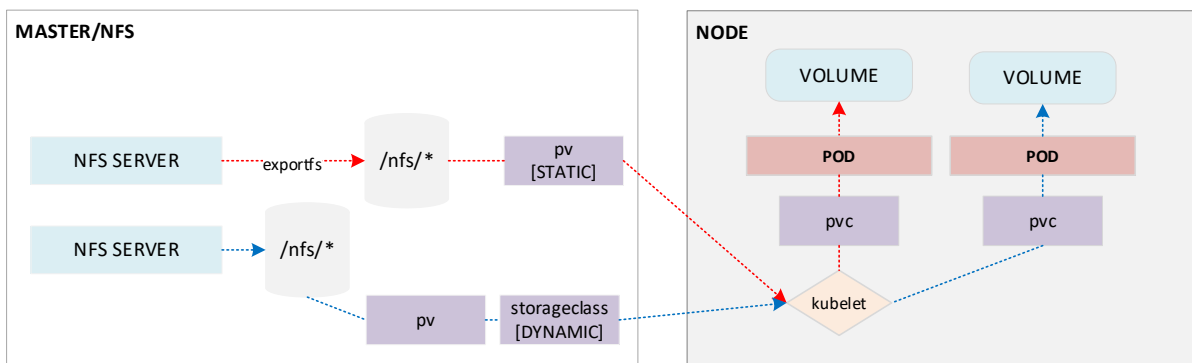 MASTER/NFS
NFS SERVER
exportfs
/nfs/*
pv
[STATIC]
NFS SERVER
/nfs/*
pv
storageclass
[DYNAMIC]
NODE
VOLUME
VOLUME
POD
POD
pvc
pvc
kubelet